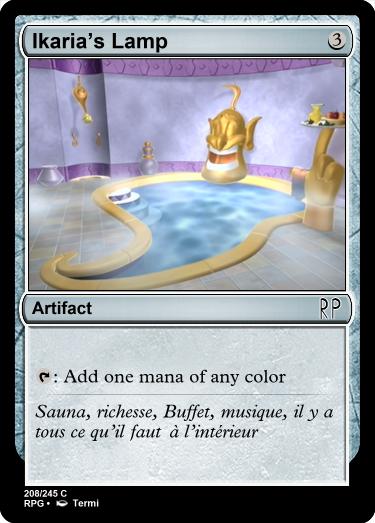 Ikaria's Lamp 3
Artifact RP
: Add one mana of any color
Sauna, richesse, Buffet, musique, il y a
tous ce qu'il faut à l'intérieur
208/245 C
RPG • Termi